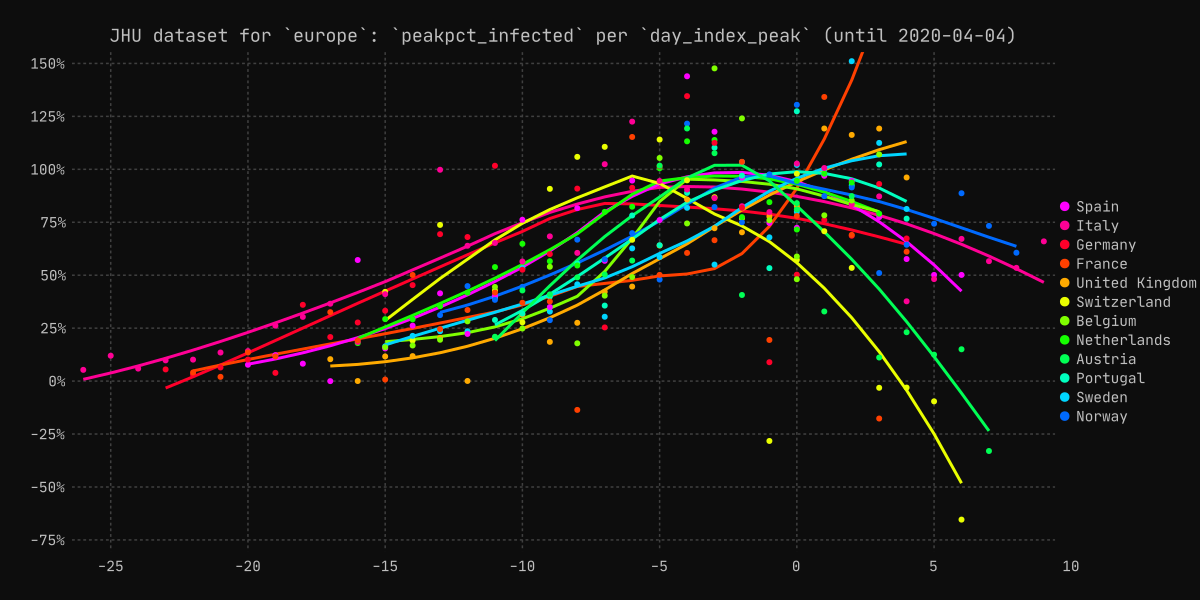 JHU dataset for `europe`: `peakpct_infected` per `day_index_peak` (until 2020-04-04)
150%
125%
100%
75%
50%
25%
0%
−25%
−50%
−75%
−25
−20
−15
−10
−5
0
5
10
Spain
Italy
Germany
France
United Kingdom
Switzerland
Belgium
Netherlands
Austria
Portugal
Sweden
Norway